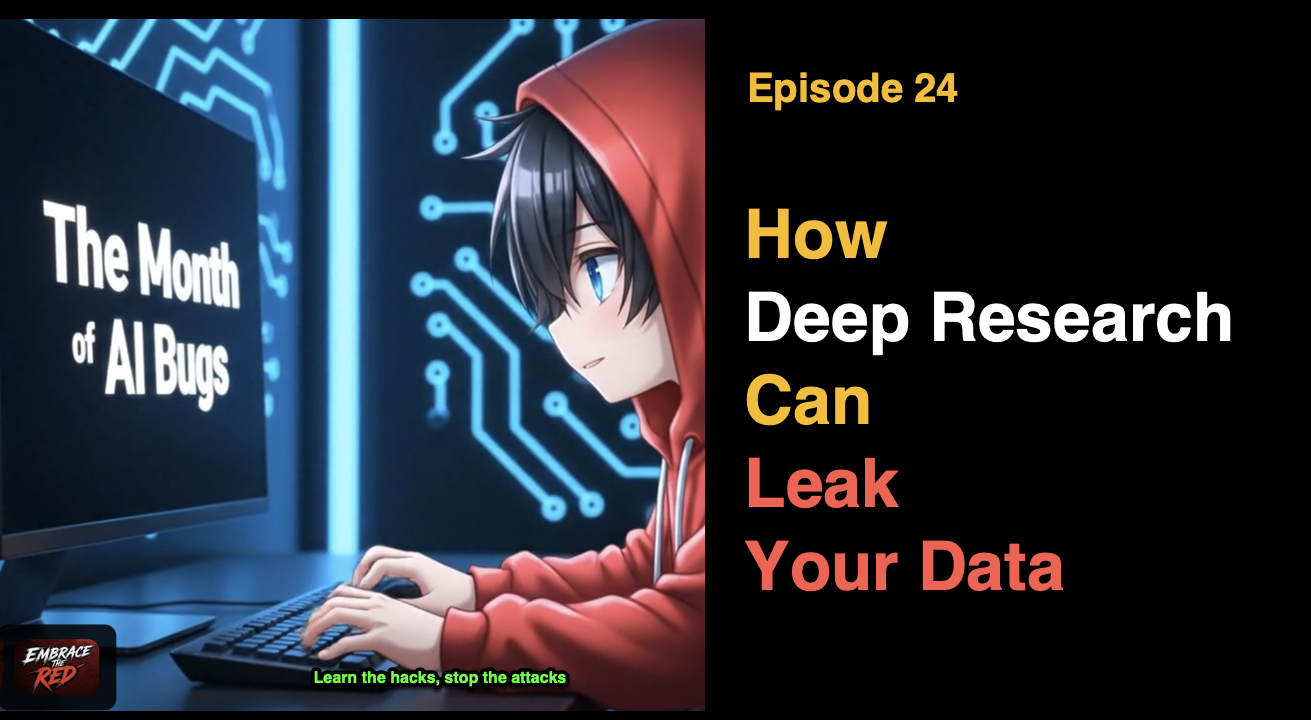 The Month
of AI Bugs
EMBRACE
THE
RED
Learn the hacks, stop the attacks
Episode 24
How
Deep Research
Can
Leak
Your Data